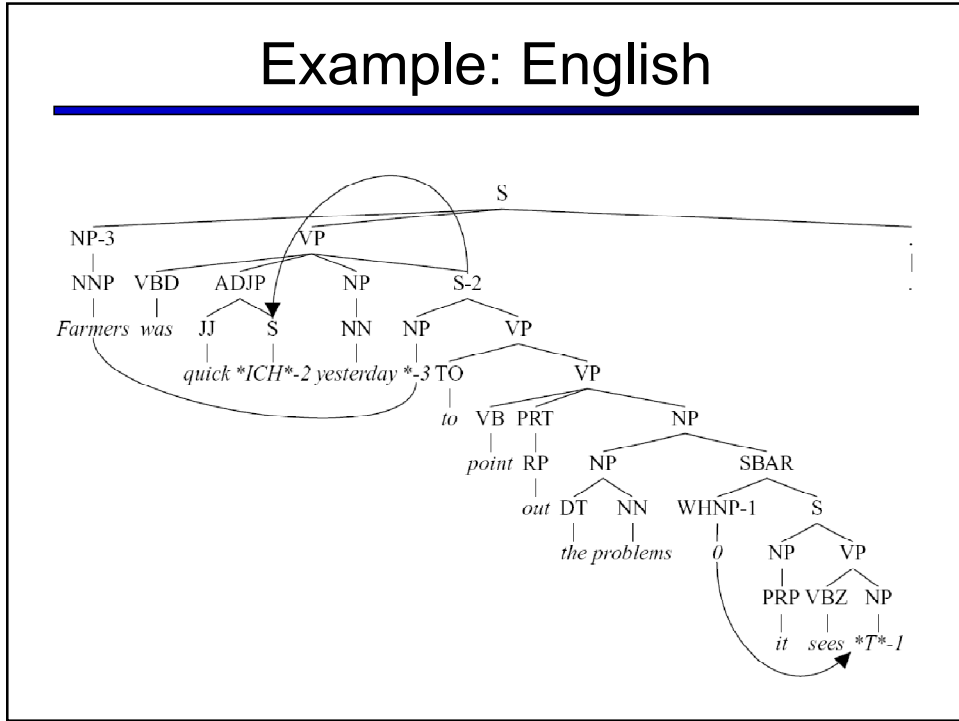 Example: English
S
NP-3 VP .
NNP VBD ADJP NP S-2 .
Farmers was JJ S NN NP VP
quick *ICH*-2 yesterday *-3 TO VP
to VB PRT NP
point RP NP SBAR
out DT NN WHNP-1 S
the problems 0 NP VP
PRP VBZ NP
it sees *T*-1